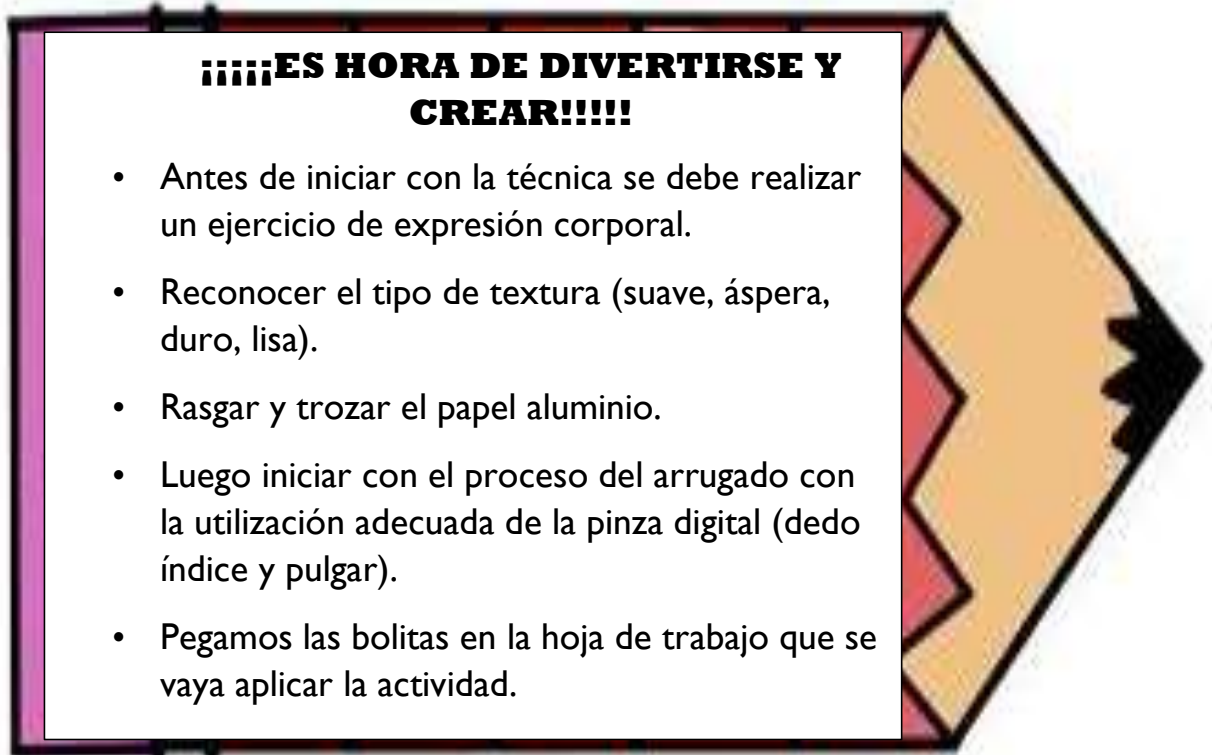 ¡¡¡¡¡ES HORA DE DIVERTIRSE Y
CREAR!!!!!
• Antes de iniciar con la técnica se debe realizar
un ejercicio de expresión corporal.
• Reconocer el tipo de textura (suave, áspera,
duro, lisa).
• Rasgar y trozar el papel aluminio.
• Luego iniciar con el proceso del arrugado con
la utilización adecuada de la pinza digital (dedo
índice y pulgar).
• Pegamos las bolitas en la hoja de trabajo que se
vaya aplicar la actividad.